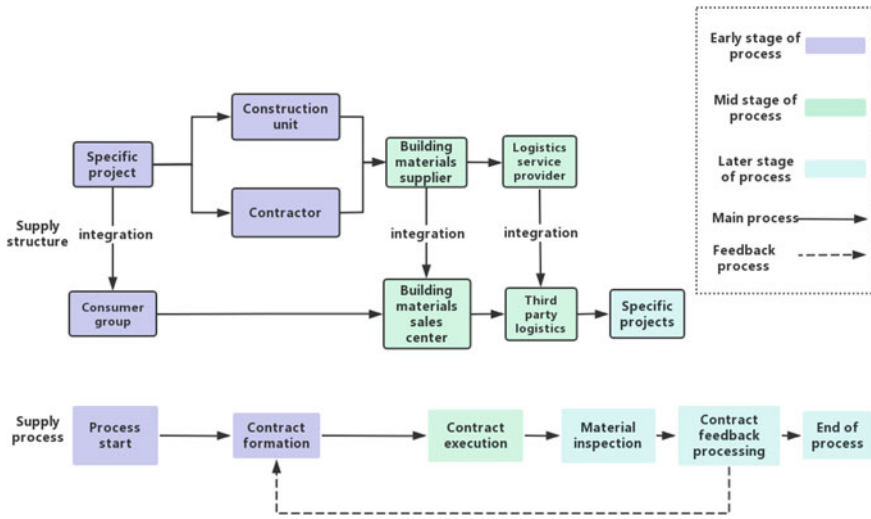 Early stage of
process
Mid stage of
process
Later stage
of process
Main process
Feedback
process
Construction
unit
Specific
project
Building
materials
supplier
Logistics
service
provider
Contractor
Supply
structure
integration
integration
integration
Consumer
group
Building
materials
sales
center
Third
party
logistics
Specific
projects
Supply
process
Process
start
Contract
formation
Contract
execution
Material
inspection
Contract
feedback
processing
End of
process